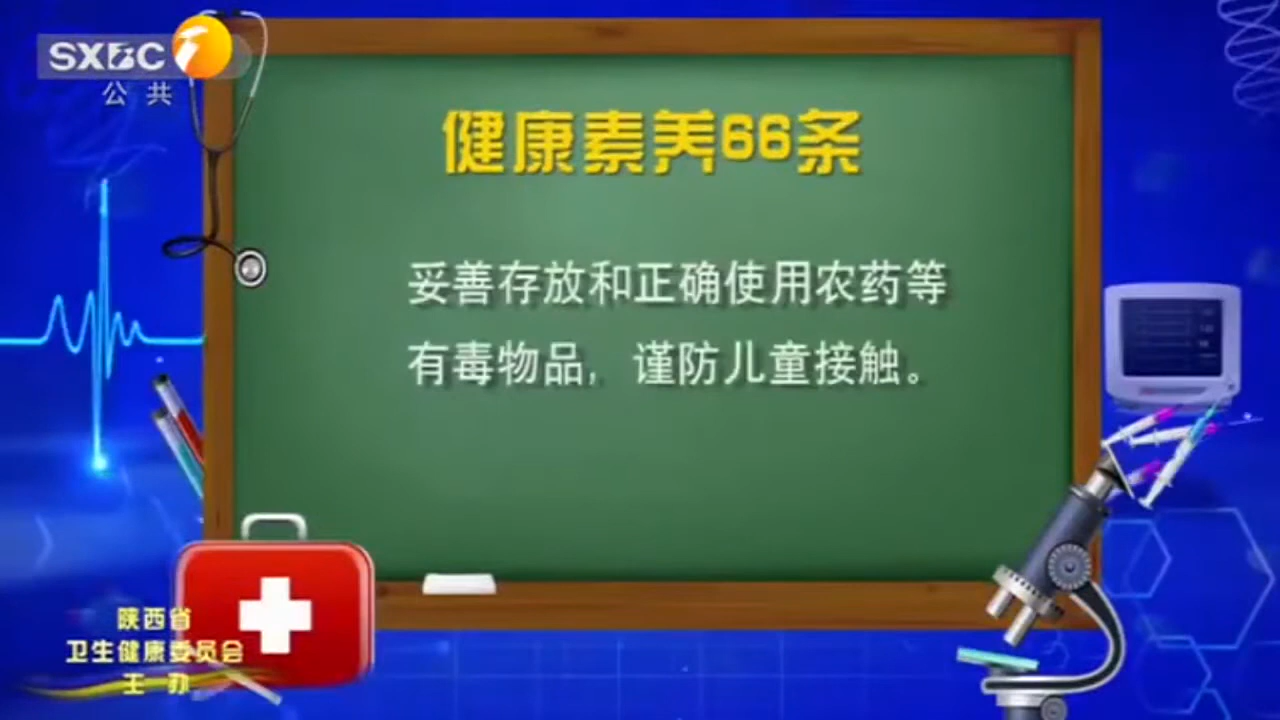 SXBC
公共
健康素养66条
妥善存放和正确使用农药等
有毒物品，谨防儿童接触。
陕西省
卫生健康委员会
主办